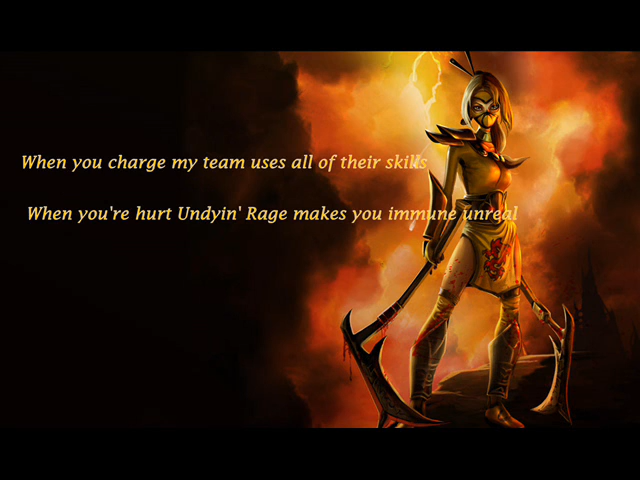 When you charge my team uses all of their skills
When you're hurt Undyin' Rage makes you immune unreal